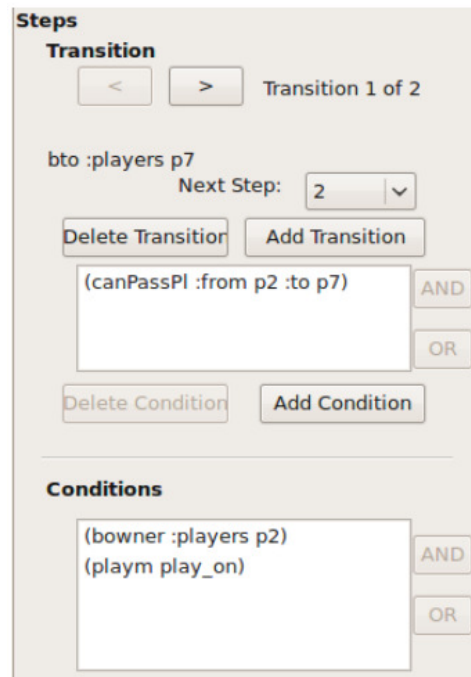 Steps
Transition
< > Transition 1 of 2
bto :players p7
Next Step: 2
Delete Transition Add Transition
(canPassPl :from p2 :to p7)
AND
OR
Delete Condition Add Condition
Conditions
(bowner :players p2)
(playm play_on)
AND
OR